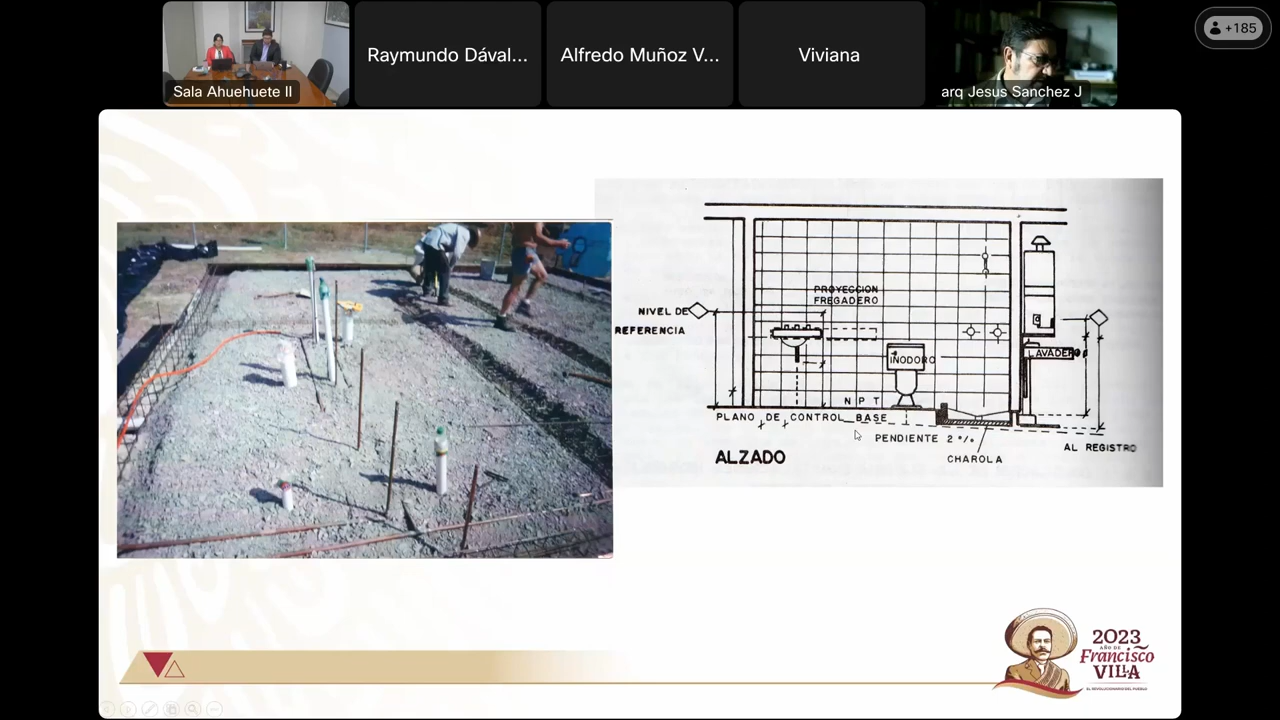 +185
Sala Ahuehuete II
Raymundo Dával...
Alfredo Muñoz V...
Viviana
arq Jesus Sanchez J
PROYECCION
FREGADERO
NIVEL DE
REFERENCIA
INODORO
LAVADERO
N P T
PLANO DE CONTROL BASE
PENDIENTE 2 %
AL REGISTRO
ALZADO
CHAROLA
2023
AÑO DE
Francisco
VILLA
EL REVOLUCIONARIO DEL PUEBLO